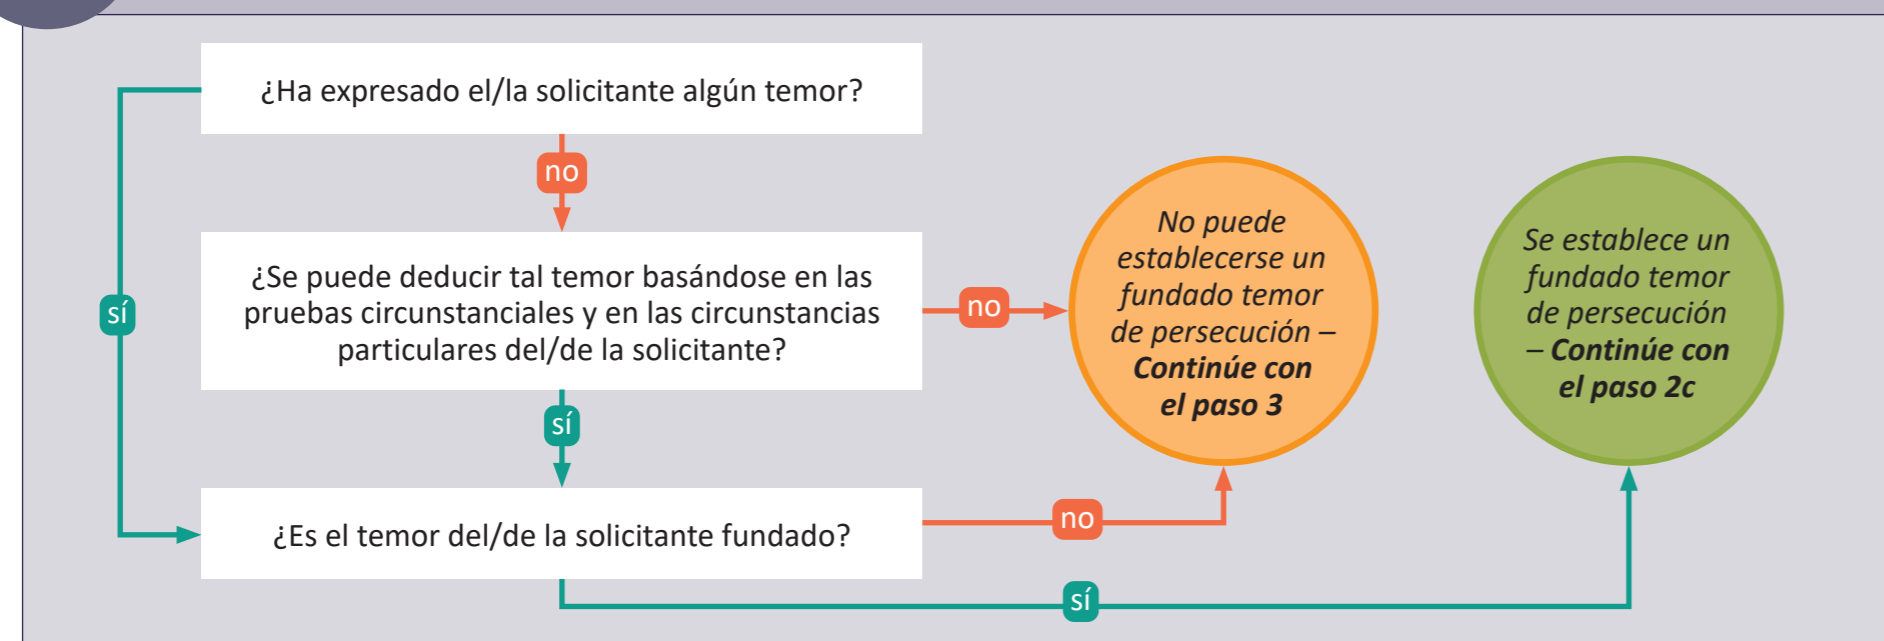 ¿Ha expresado el/la solicitante algún temor?
no
¿Se puede deducir tal temor basándose en las
pruebas circunstanciales y en las circunstancias
particulares del/de la solicitante?
no
No puede
establecerse un
fundado temor
de persecución –
Continúe con
el paso 3
Se establece un
fundado temor
de persecución
– Continúe con
el paso 2c
sí
sí
¿Es el temor del/de la solicitante fundado?
no
sí